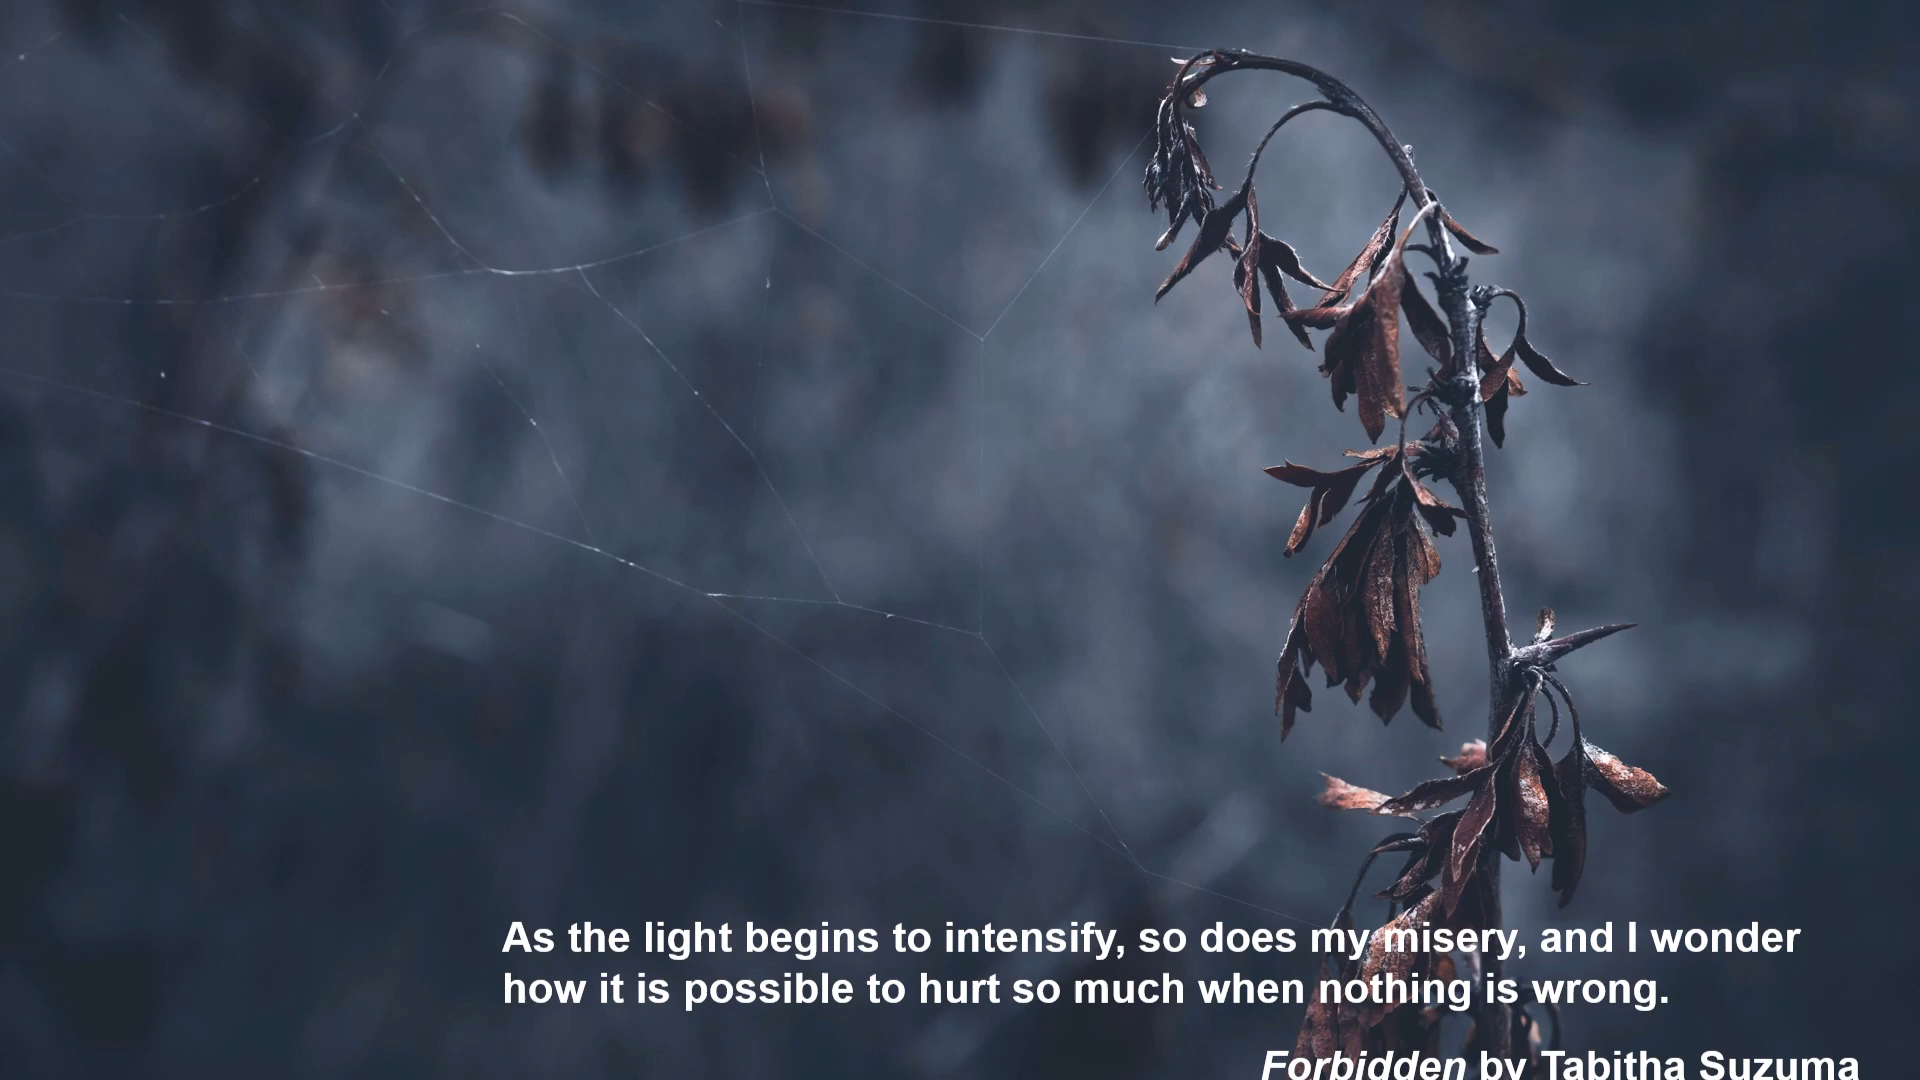 As the light begins to intensify, so does my misery, and I wonder
how it is possible to hurt so much when nothing is wrong.
Forbidden by Tabitha Suzuma